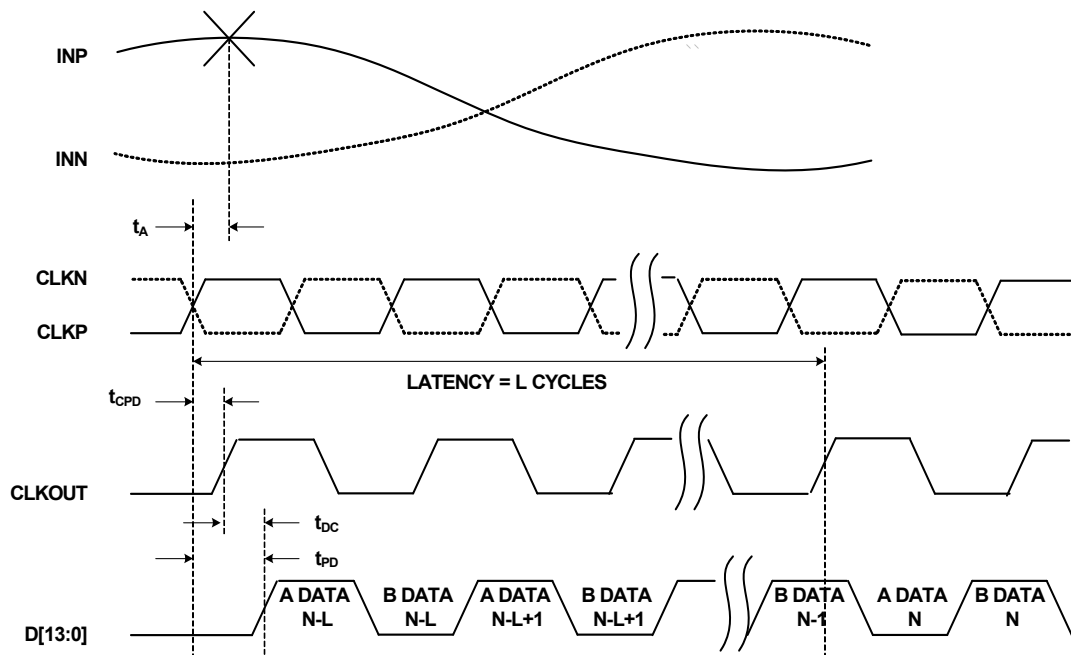 INP
INN
tA
CLKN
CLKP
LATENCY = L CYCLES
tCPD
CLKOUT
tDC
tPD
A DATA
N-L
B DATA
N-L
A DATA
N-L+1
B DATA
N-L+1
B DATA
N-1
A DATA
N
B DATA
N
D[13:0]